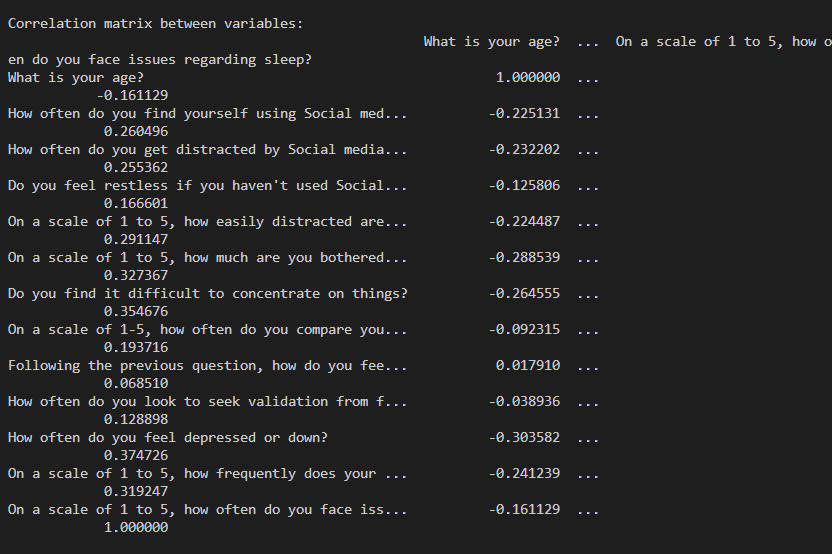 Correlation matrix between variables:
What is your age? ... On a scale of 1 to 5, how o
en do you face issues regarding sleep?
What is your age? 1.000000 ...
-0.161129
How often do you find yourself using Social med... -0.225131 ...
0.260496
How often do you get distracted by Social media... -0.232202 ...
0.255362
Do you feel restless if you haven't used Social... -0.125806 ...
0.166601
On a scale of 1 to 5, how easily distracted are... -0.224487 ...
0.291147
On a scale of 1 to 5, how much are you bothered... -0.288539 ...
0.327367
Do you find it difficult to concentrate on things? -0.264555 ...
0.354676
On a scale of 1-5, how often do you compare you... -0.092315 ...
0.193716
Following the previous question, how do you fee... 0.017910 ...
0.068510
How often do you look to seek validation from f... -0.038936 ...
0.128898
How often do you feel depressed or down? -0.303582 ...
0.374726
On a scale of 1 to 5, how frequently does your ... -0.241239 ...
0.319247
On a scale of 1 to 5, how often do you face iss... -0.161129 ...
1.000000